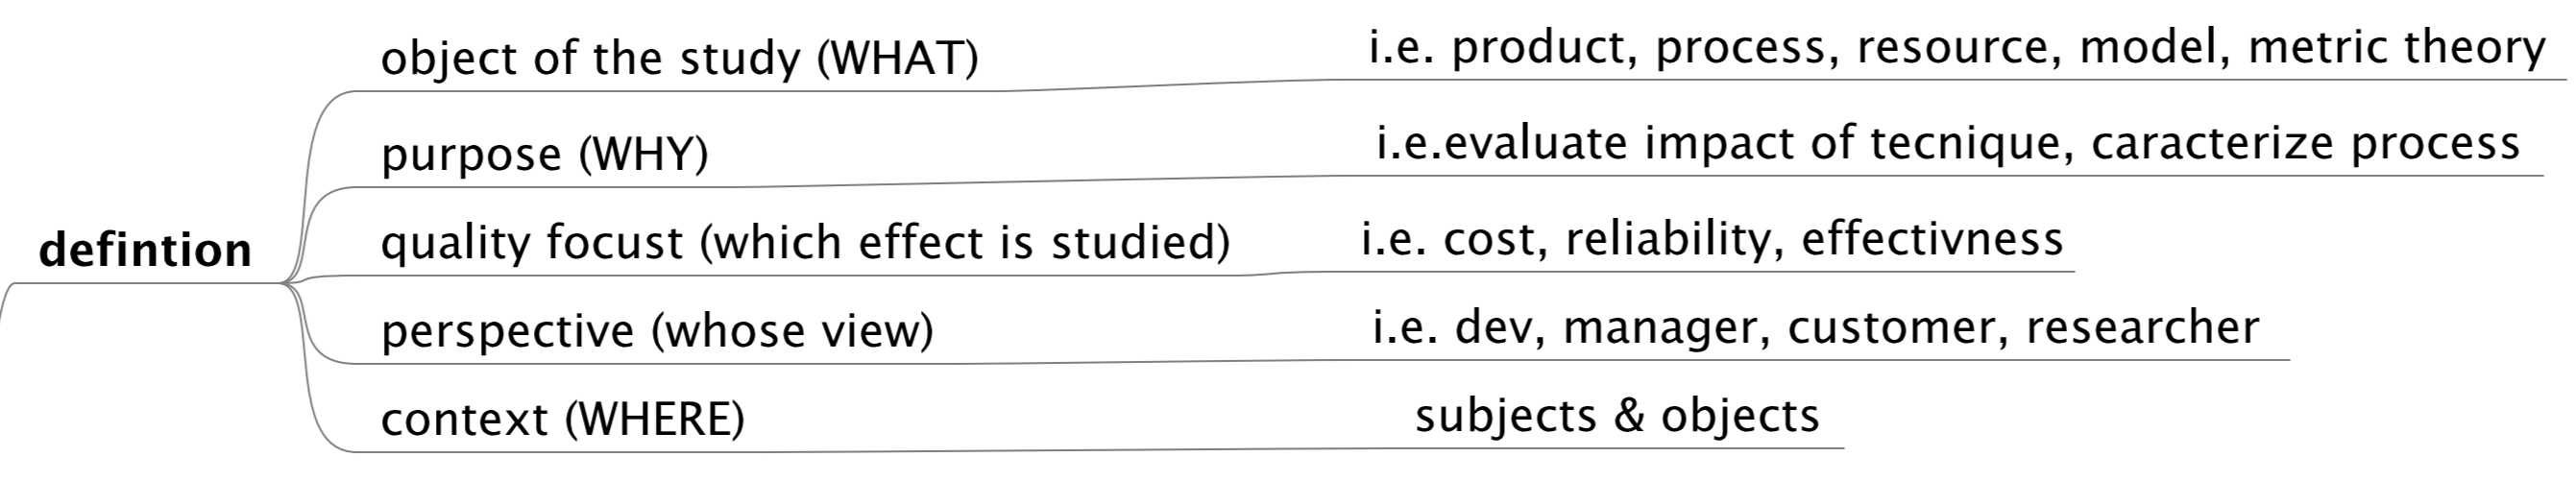 object of the study (WHAT)
i.e. product, process, resource, model, metric theory
purpose (WHY)
i.e.evaluate impact of tecnique, caracterize process
defintion
quality focust (which effect is studied)
i.e. cost, reliability, effectivness
perspective (whose view)
i.e. dev, manager, customer, researcher
context (WHERE)
subjects & objects